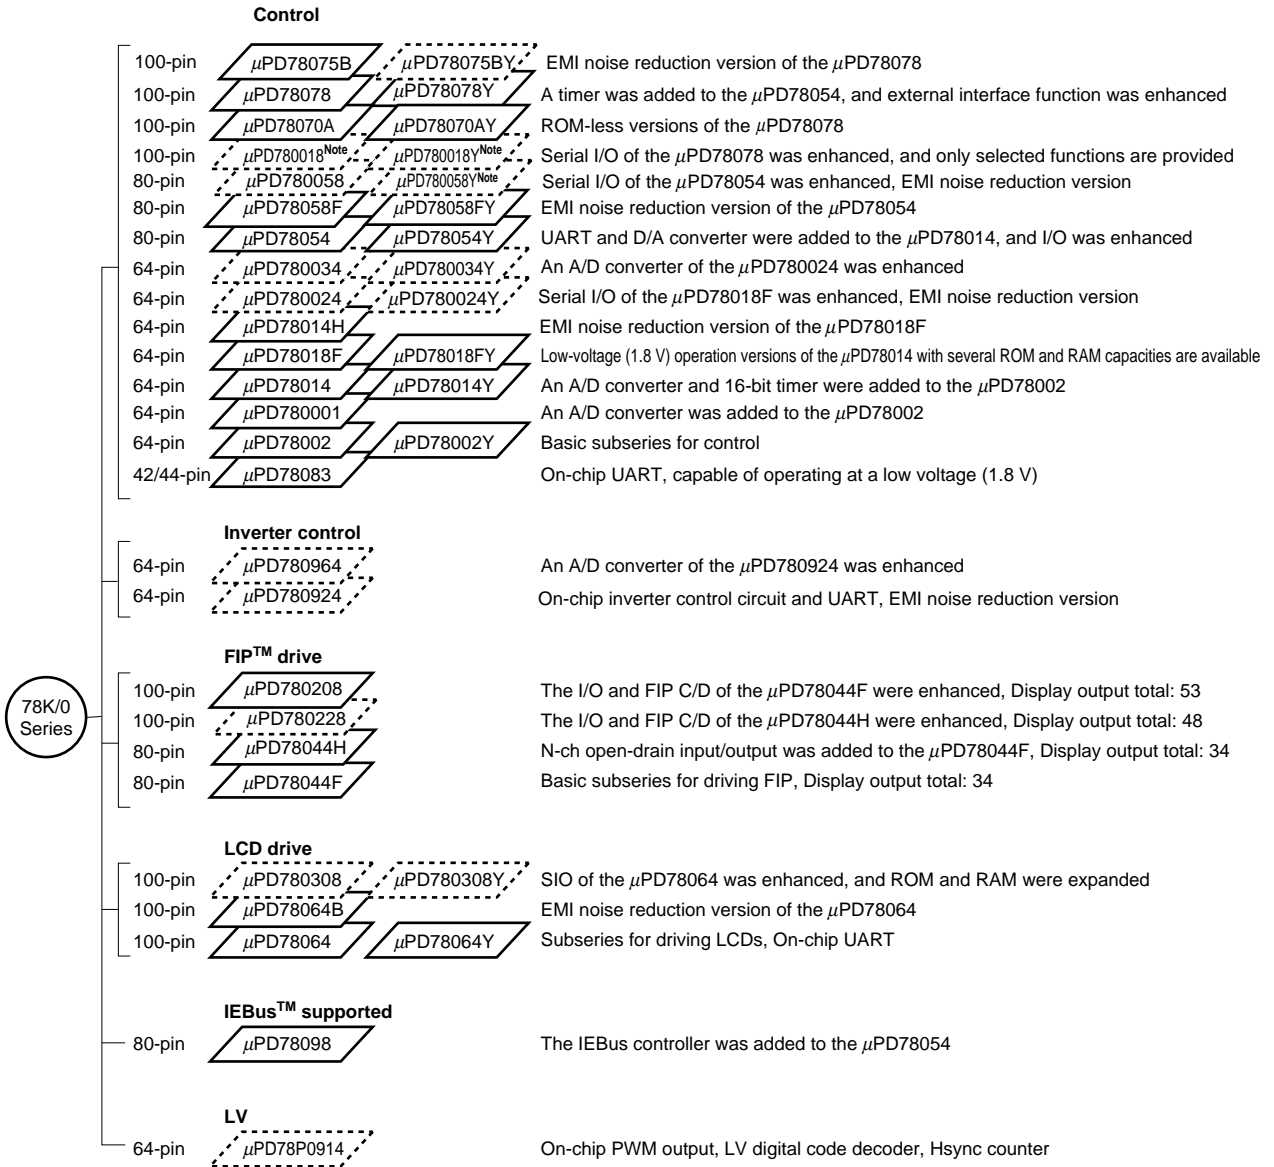 Control
100-pin μPD78075B μPD78075BY EMI noise reduction version of the μPD78078
100-pin μPD78078 μPD78078Y A timer was added to the μPD78054, and external interface function was enhanced
100-pin μPD78070A μPD78070AY ROM-less versions of the μPD78078
100-pin μPD780018Note μPD780018YNote Serial I/O of the μPD78078 was enhanced, and only selected functions are provided
80-pin μPD780058 μPD780058YNote Serial I/O of the μPD78054 was enhanced, EMI noise reduction version
80-pin μPD78058F μPD78058FY EMI noise reduction version of the μPD78054
80-pin μPD78054 μPD78054Y UART and D/A converter were added to the μPD78014, and I/O was enhanced
64-pin μPD780034 μPD780034Y An A/D converter of the μPD780024 was enhanced
64-pin μPD780024 μPD780024Y Serial I/O of the μPD78018F was enhanced, EMI noise reduction version
64-pin μPD78014H EMI noise reduction version of the μPD78018F
64-pin μPD78018F μPD78018FY Low-voltage (1.8 V) operation versions of the μPD78014 with several ROM and RAM capacities are available
64-pin μPD78014 μPD78014Y An A/D converter and 16-bit timer were added to the μPD78002
64-pin μPD780001 An A/D converter was added to the μPD78002
64-pin μPD78002 μPD78002Y Basic subseries for control
42/44-pin μPD78083 On-chip UART, capable of operating at a low voltage (1.8 V)
Inverter control
64-pin μPD780964 An A/D converter of the μPD780924 was enhanced
64-pin μPD780924 On-chip inverter control circuit and UART, EMI noise reduction version
FIPTM drive
78K/0
Series
100-pin μPD780208 The I/O and FIP C/D of the μPD78044F were enhanced, Display output total: 53
100-pin μPD780228 The I/O and FIP C/D of the μPD78044H were enhanced, Display output total: 48
80-pin μPD78044H N-ch open-drain input/output was added to the μPD78044F, Display output total: 34
80-pin μPD78044F Basic subseries for driving FIP, Display output total: 34
LCD drive
100-pin μPD780308 μPD780308Y SIO of the μPD78064 was enhanced, and ROM and RAM were expanded
100-pin μPD78064B EMI noise reduction version of the μPD78064
100-pin μPD78064 μPD78064Y Subseries for driving LCDs, On-chip UART
IEBusTM supported
80-pin μPD78098 The IEBus controller was added to the μPD78054
LV
64-pin μPD78P0914 On-chip PWM output, LV digital code decoder, Hsync counter